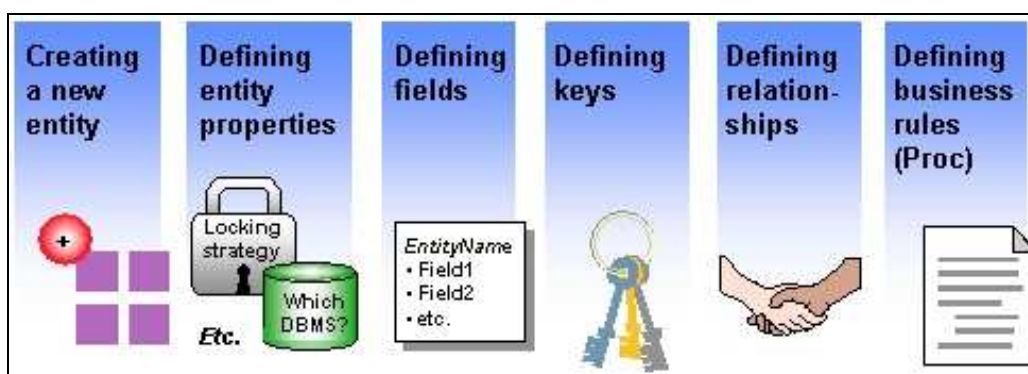 Creating
a new
entity
Defining
entity
properties
Locking
strategy
Which
DBMS?
Etc.
Defining
fields
EntityName
• Field1
• Field2
• etc.
Defining
keys
Defining
relation-
ships
Defining
business
rules
(Proc)
+